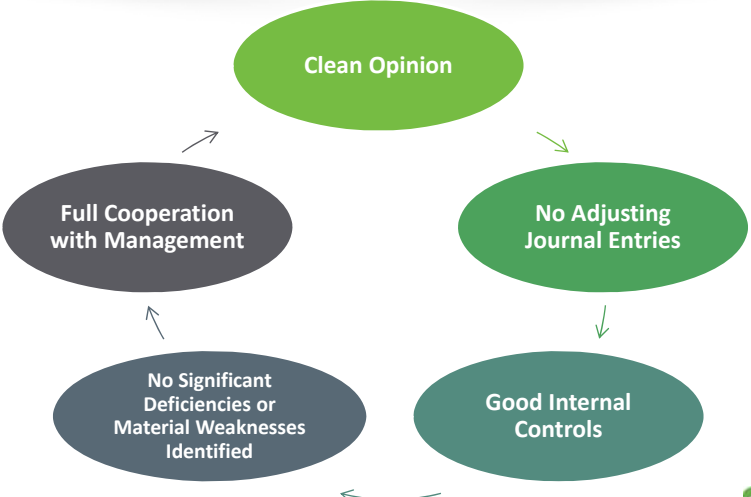 Clean Opinion
No Adjusting
Journal Entries
Good Internal
Controls
No Significant
Deficiencies or
Material Weaknesses
Identified
Full Cooperation
with Management